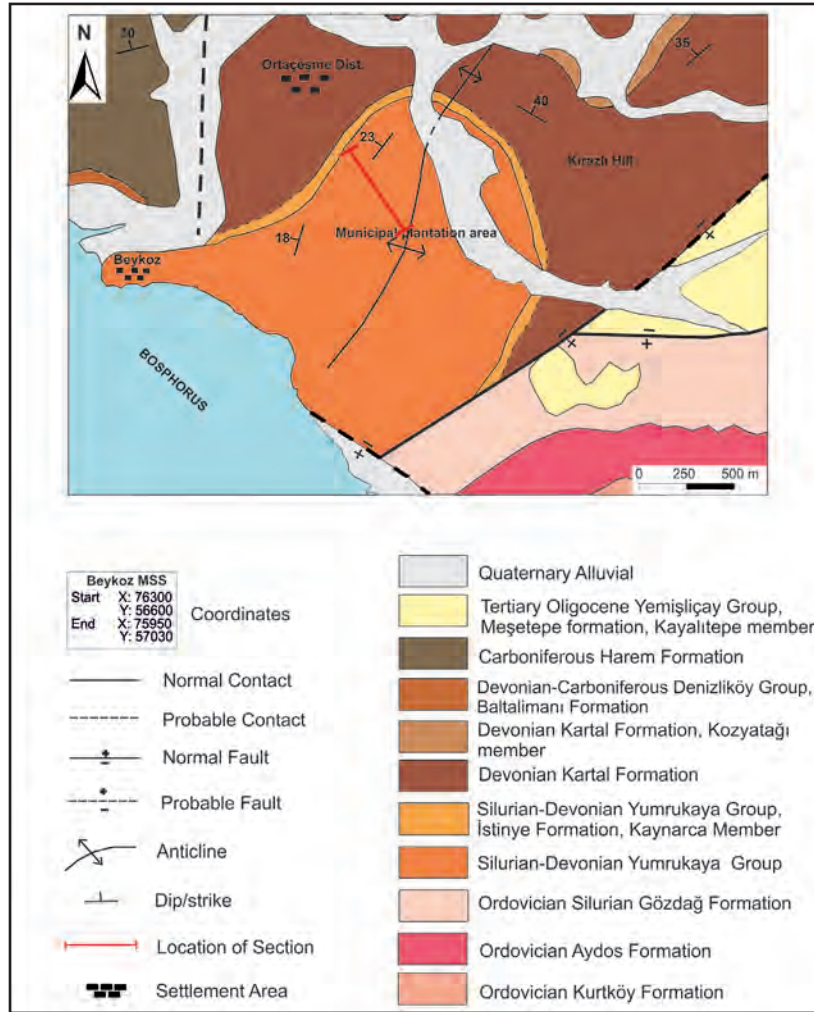 N
30
Ortaçeşme Dist.
35
40
23
Kirazlı Hill
18
Municipal plantation area
Beykoz
BOSPHORUS
+
-
-
+
-
+
-
+
0 250 500 m
Beykoz MSS
Start X: 76300
Y: 56600
End X: 75950
Y: 57030
Coordinates
Normal Contact
Probable Contact
+
-
Normal Fault
+
-
Probable Fault
Anticline
Dip/strike
Location of Section
Settlement Area
Quaternary Alluvial
Tertiary Oligocene Yemişliçay Group,
Meşetepe formation, Kayalıtepe member
Carboniferous Harem Formation
Devonian-Carboniferous Denizliköy Group,
Baltalimanı Formation
Devonian Kartal Formation, Kozyatağı
member
Devonian Kartal Formation
Silurian-Devonian Yumrukaya Group,
İstinye Formation, Kaynarca Member
Silurian-Devonian Yumrukaya Group
Ordovician Silurian Gözdağ Formation
Ordovician Aydos Formation
Ordovician Kurtköy Formation